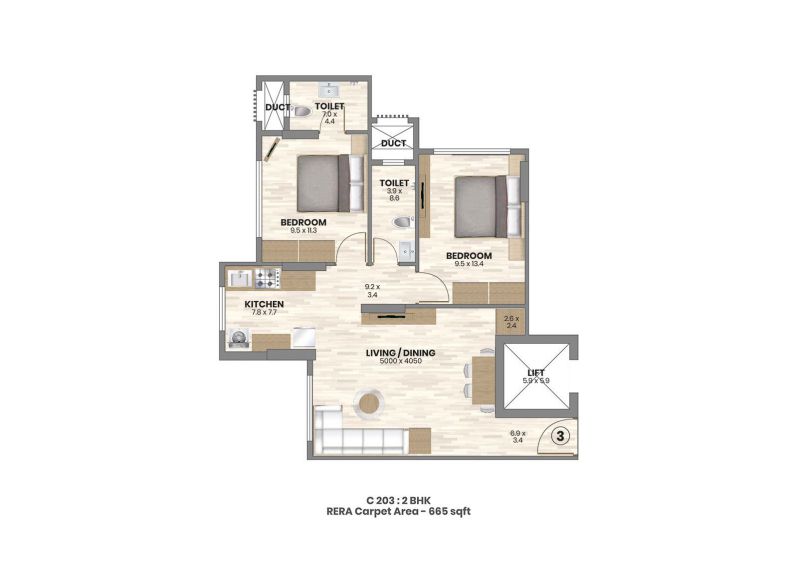 DUCT
TOILET
7.0 x
4.4
DUCT
TOILET
3.9 x
8.6
BEDROOM
9.5 x 11.3
BEDROOM
9.5 x 13.4
9.2 x
3.4
KITCHEN
7.8 x 7.7
2.6 x
2.4
LIVING / DINING
5000 x 4050
LIFT
5.9 x 5.9
6.9 x
3.4
3
C 203 : 2 BHK
RERA Carpet Area - 665 sqft